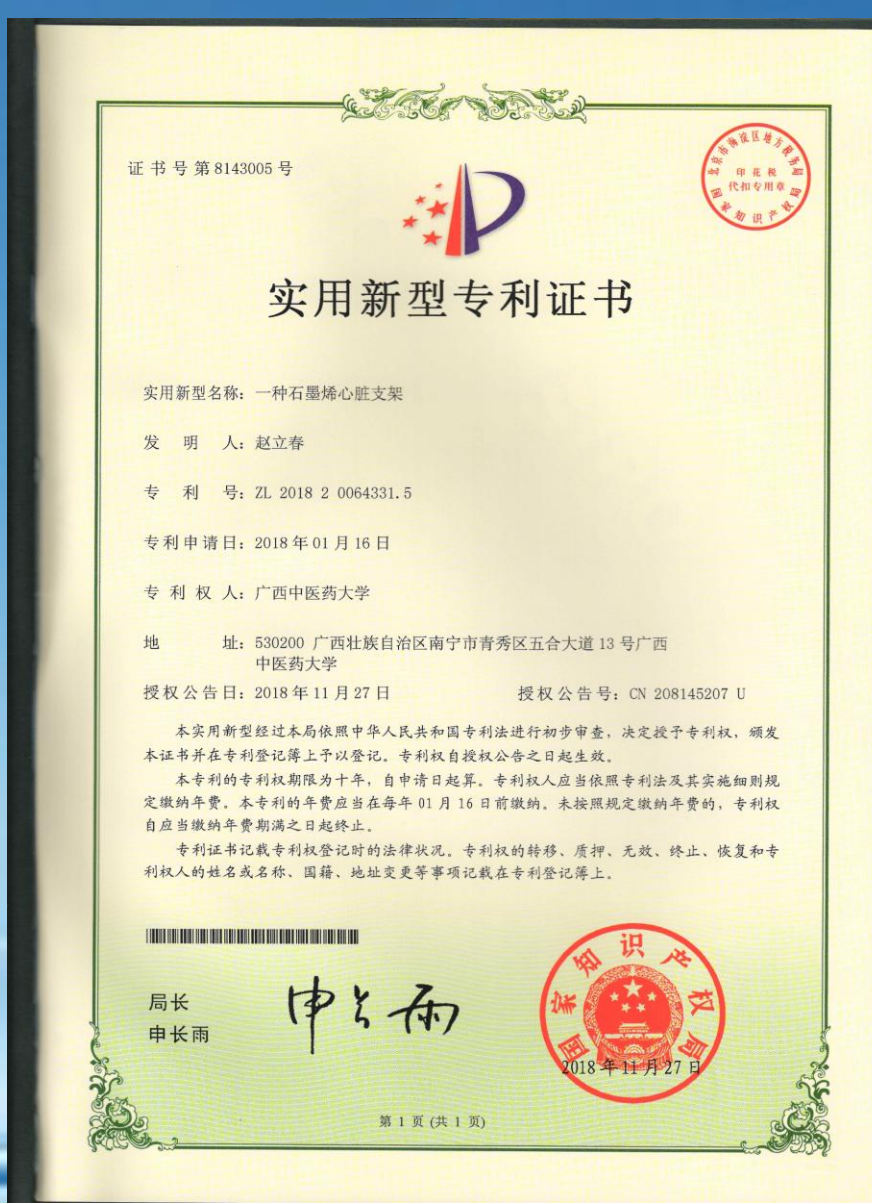 证书号第8143005号
北京市海淀区地方税务局
印花税
代扣专用章
国家知识产权局
实用新型专利证书
实用新型名称：一种石墨烯心脏支架
发明人：赵立春
专利号：ZL 2018 2 0064331.5
专利申请日：2018年01月16日
专利权人：广西中医药大学
地址：530200 广西壮族自治区南宁市青秀区五合大道13号广西
中医药大学
授权公告日：2018年11月27日 授权公告号：CN 208145207 U
本实用新型经过本局依照中华人民共和国专利法进行初步审查，决定授予专利权，颁发
本证书并在专利登记簿上予以登记。专利权自授权公告之日起生效。
本专利的专利权期限为十年，自申请日起算。专利权人应当依照专利法及其实施细则规
定缴纳年费。本专利的年费应当在每年01月16日前缴纳。未按照规定缴纳年费的，专利权
自应当缴纳年费期满之日起终止。
专利证书记载专利权登记时的法律状况。专利权的转移、质押、无效、终止、恢复和专
利权人的姓名或名称、国籍、地址变更等事项记载在专利登记簿上。
局长
申长雨
申长雨
国家知识产权局
2018年11月27日
第1页(共1页)